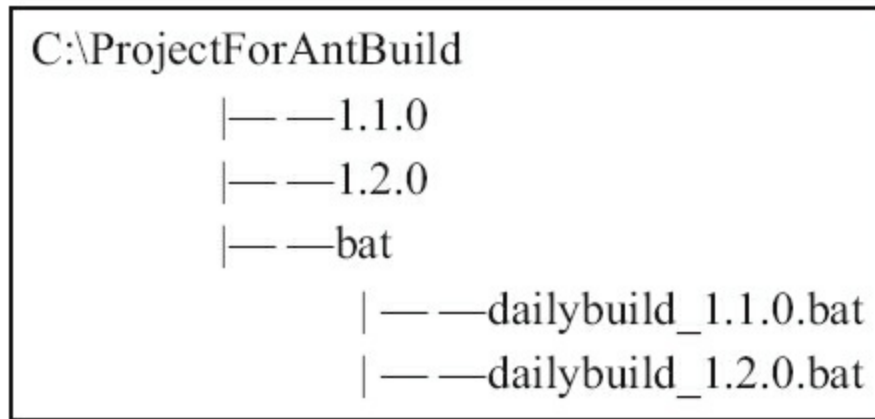 C:\ProjectForAntBuild
|— —1.1.0
|— —1.2.0
|— —bat
| — —dailybuild_1.1.0.bat
| — —dailybuild_1.2.0.bat